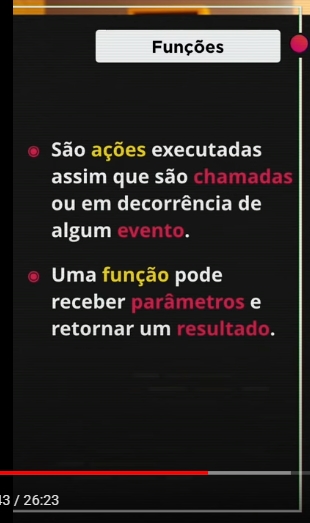 Funções
São ações executadas
assim que são chamadas
ou em decorrência de
algum evento.
Uma função pode
receber parâmetros e
retornar um resultado.
43 / 26:23